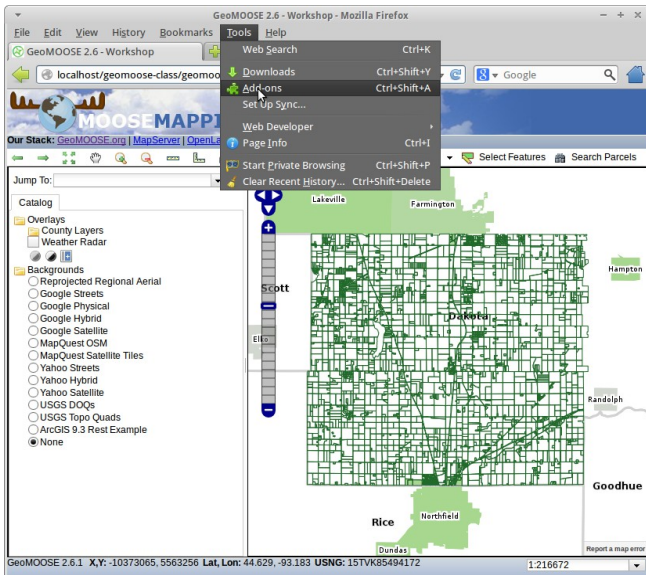 GeoMOOSE 2.6 - Workshop - Mozilla Firefox
File Edit View History Bookmarks Tools Help
GeoMOOSE 2.6 - Workshop
localhost/geomoose-class/geomoo
Google
Web Search Ctrl+K
Downloads Ctrl+Shift+Y
Add-ons Ctrl+Shift+A
Set Up Sync...
Web Developer
Page Info Ctrl+I
Start Private Browsing Ctrl+Shift+P
Clear Recent History... Ctrl+Shift+Delete
MOOSEMAPPI
Our Stack: GeoMOOSE.org | MapServer | OpenLa
Select Features Search Parcels
Jump To:
Catalog
Overlays
County Layers
Weather Radar
Backgrounds
Reprojected Regional Aerial
Google Streets
Google Physical
Google Hybrid
Google Satellite
MapQuest OSM
MapQuest Satellite Tiles
Yahoo Streets
Yahoo Hybrid
Yahoo Satellite
USGS DOQs
USGS Topo Quads
ArcGIS 9.3 Rest Example
None
Lakeville
Farmington
Hampton
Scott
Dakota
Elko
Randolph
Goodhue
Northfield
Rice
Dundas
Report a map error
GeoMOOSE 2.6.1 X,Y: -10373065, 5563256 Lat, Lon: 44.629, -93.183 USNG: 15TVK85494172
1:216672